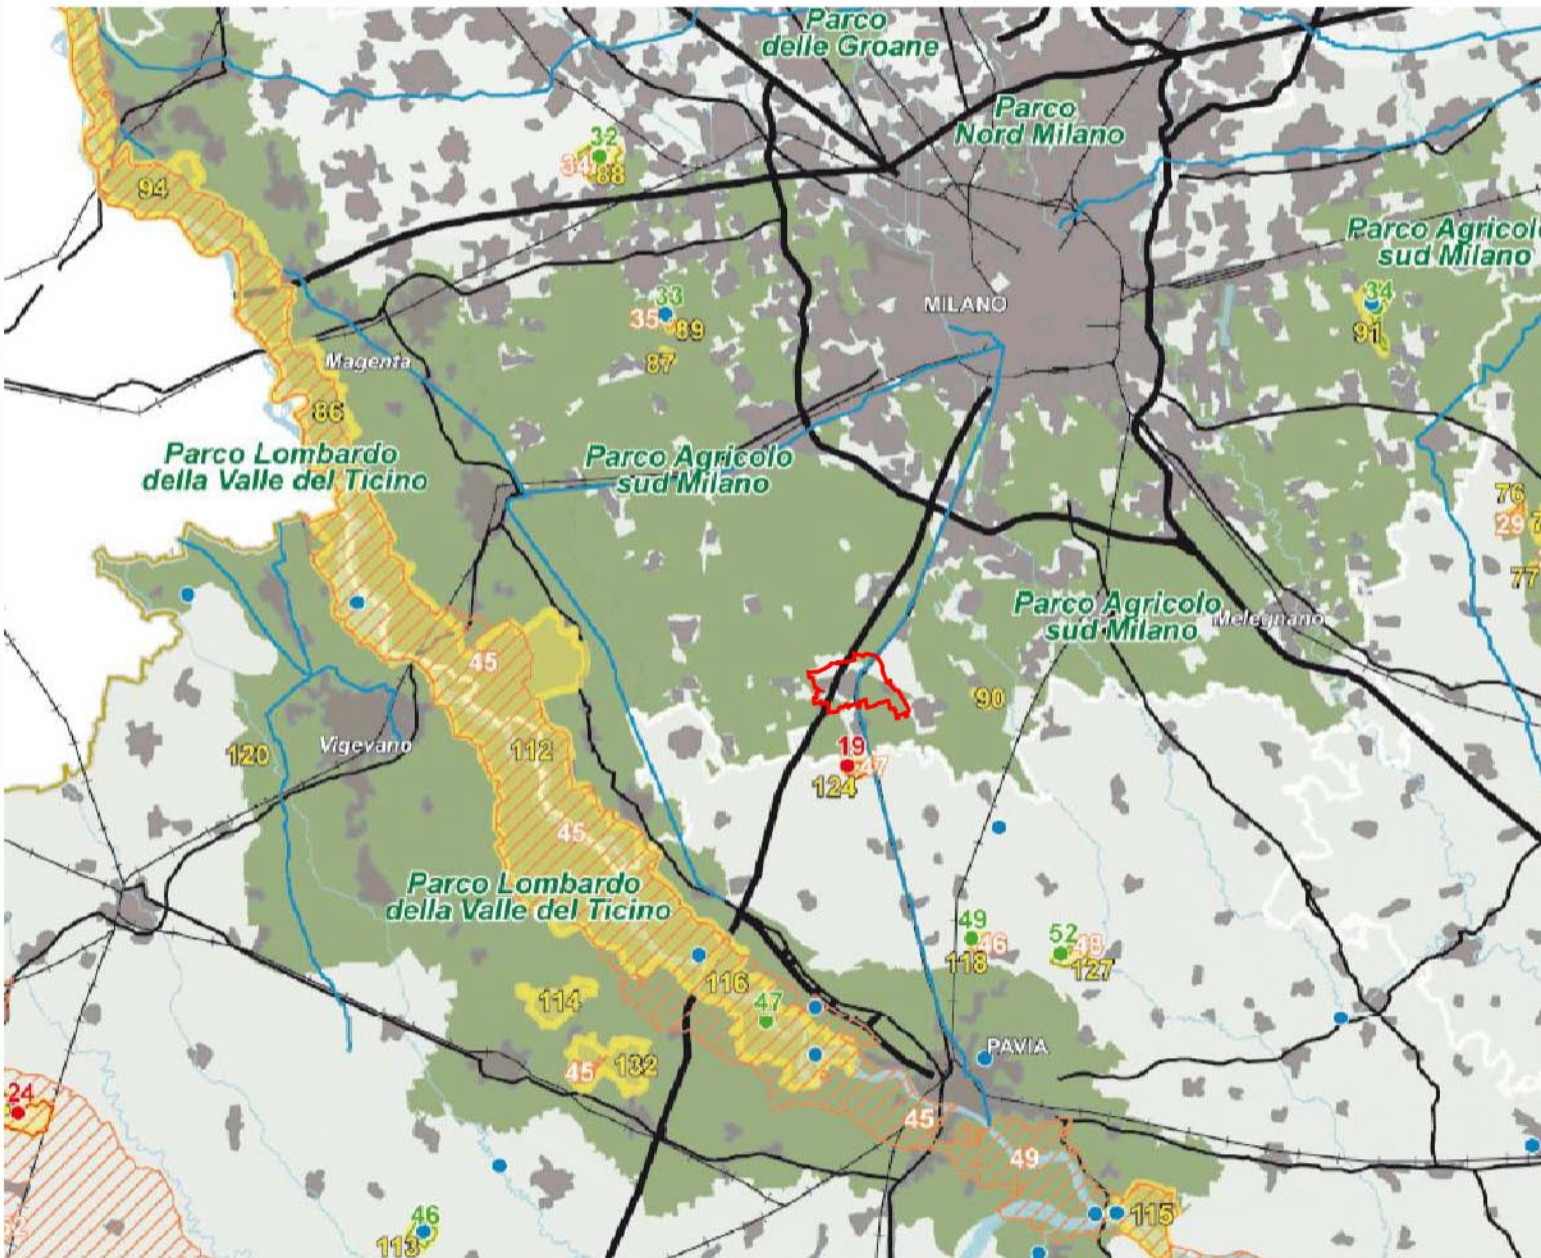 Parco
delle Groane
Parco
Nord Milano
32
34
88
94
Parco Agricolo
sud Milano
33
35
89
87
MILANO
34
91
Magenta
86
Parco Lombardo
della Valle del Ticino
Parco Agricolo
sud Milano
76
29
77
Parco Agricolo
sud Milano
Melegnano
45
90
120
Vigevano
112
19
47
124
45
Parco Lombardo
della Valle del Ticino
49
46
118
52
48
127
116
47
114
45
132
PAVIA
24
45
49
115
46
113